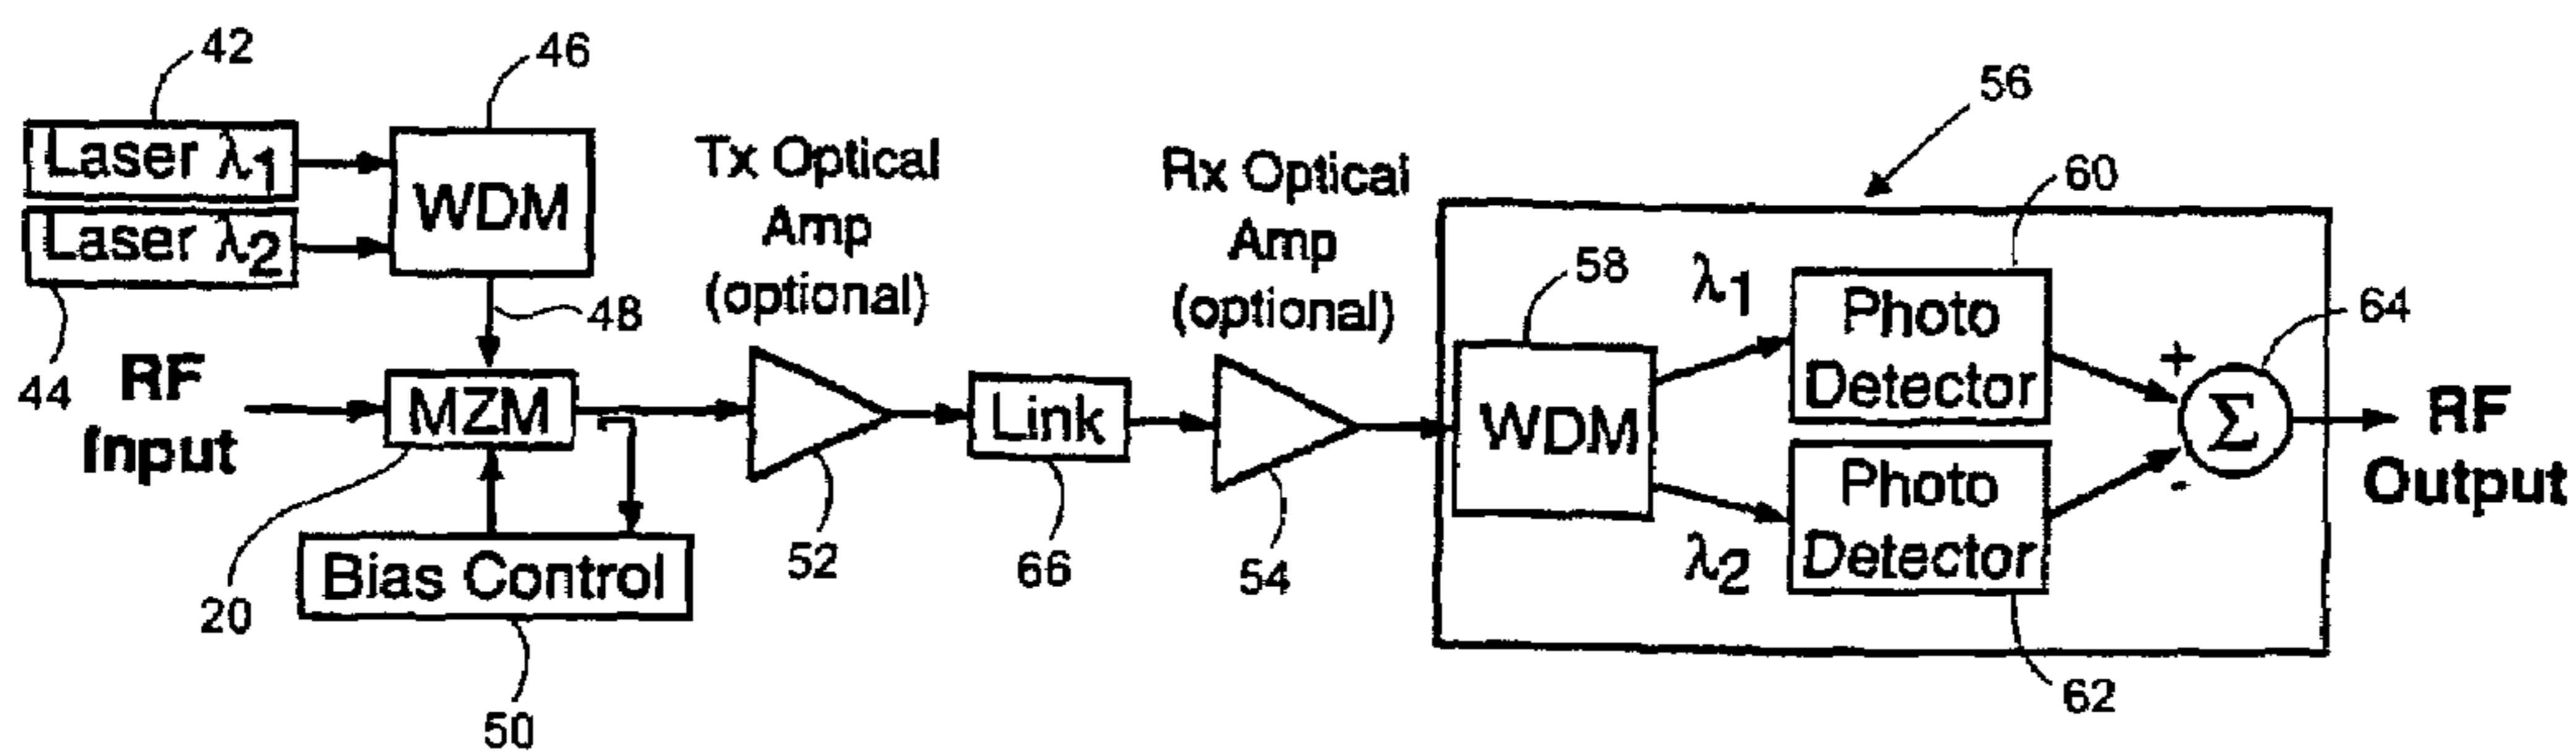 42
46
Laser λ1
WDM
Laser λ2
44
48
Tx Optical
Amp
(optional)
Rx Optical
Amp
(optional)
56
RF
Input
MZM
20
Bias Control
50
52
Link
66
54
58
WDM
λ1
λ2
60
Photo
Detector
Photo
Detector
62
+
-
Σ
64
RF
Output